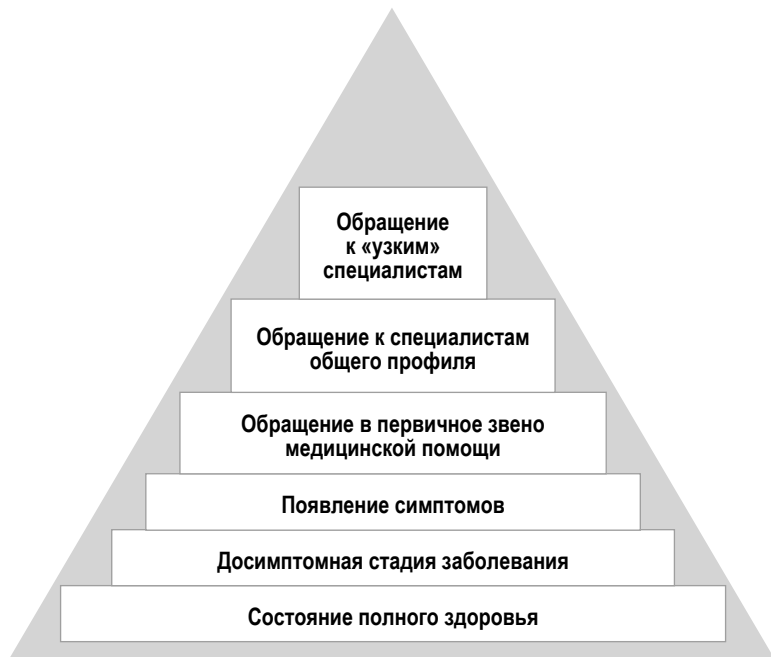 Обращение
к «узким»
специалистам
Обращение к специалистам
общего профиля
Обращение в первичное звено
медицинской помощи
Появление симптомов
Досимптомная стадия заболевания
Состояние полного здоровья